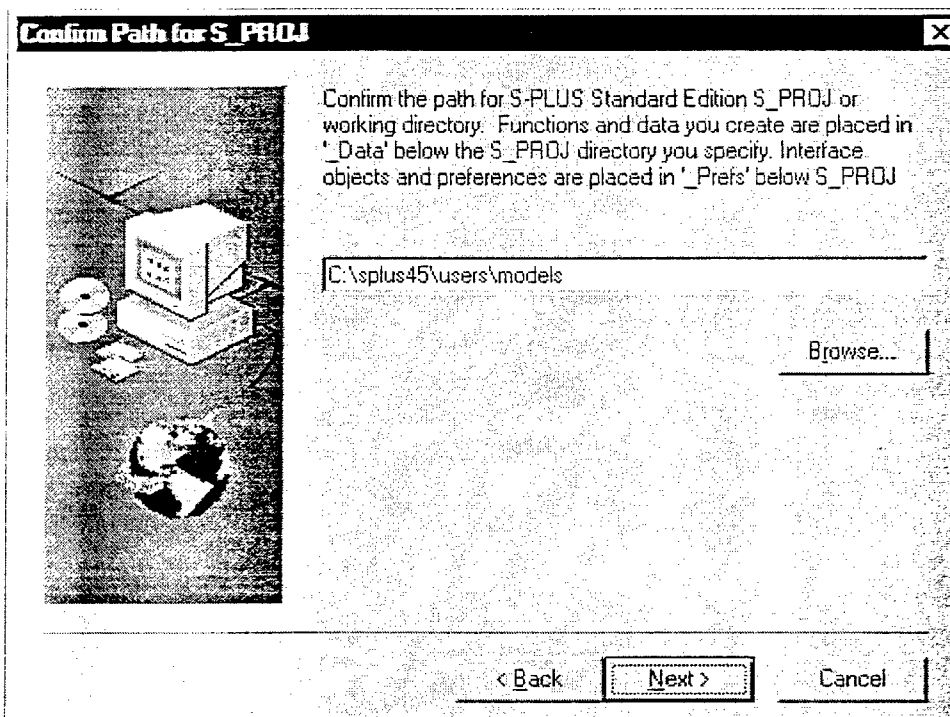 Confirm Path for S_PROJ
Confirm the path for S-PLUS Standard Edition S_PROJ or
working directory. Functions and data you create are placed in
'_Data' below the S_PROJ directory you specify. Interface
objects and preferences are placed in '_Prefs' below S_PROJ
C:\splus45\users\models
Browse...
< Back
Next >
Cancel